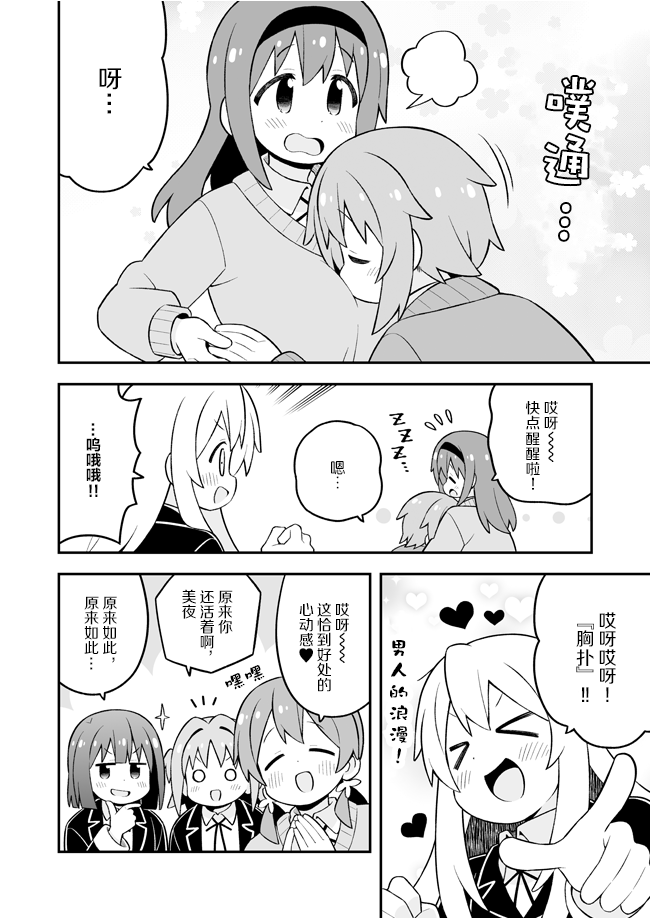 噗通…
呀…
哎呀~~
快点醒醒啦!
ZZZ…
嗯…
…呜哦哦!!
哎呀哎呀!
『胸扑』!!
男人的浪漫!
哎呀~~
这恰到好处的
心动感♥
嘿嘿
原来你
还活着啊,
美夜
原来如此,
原来如此…